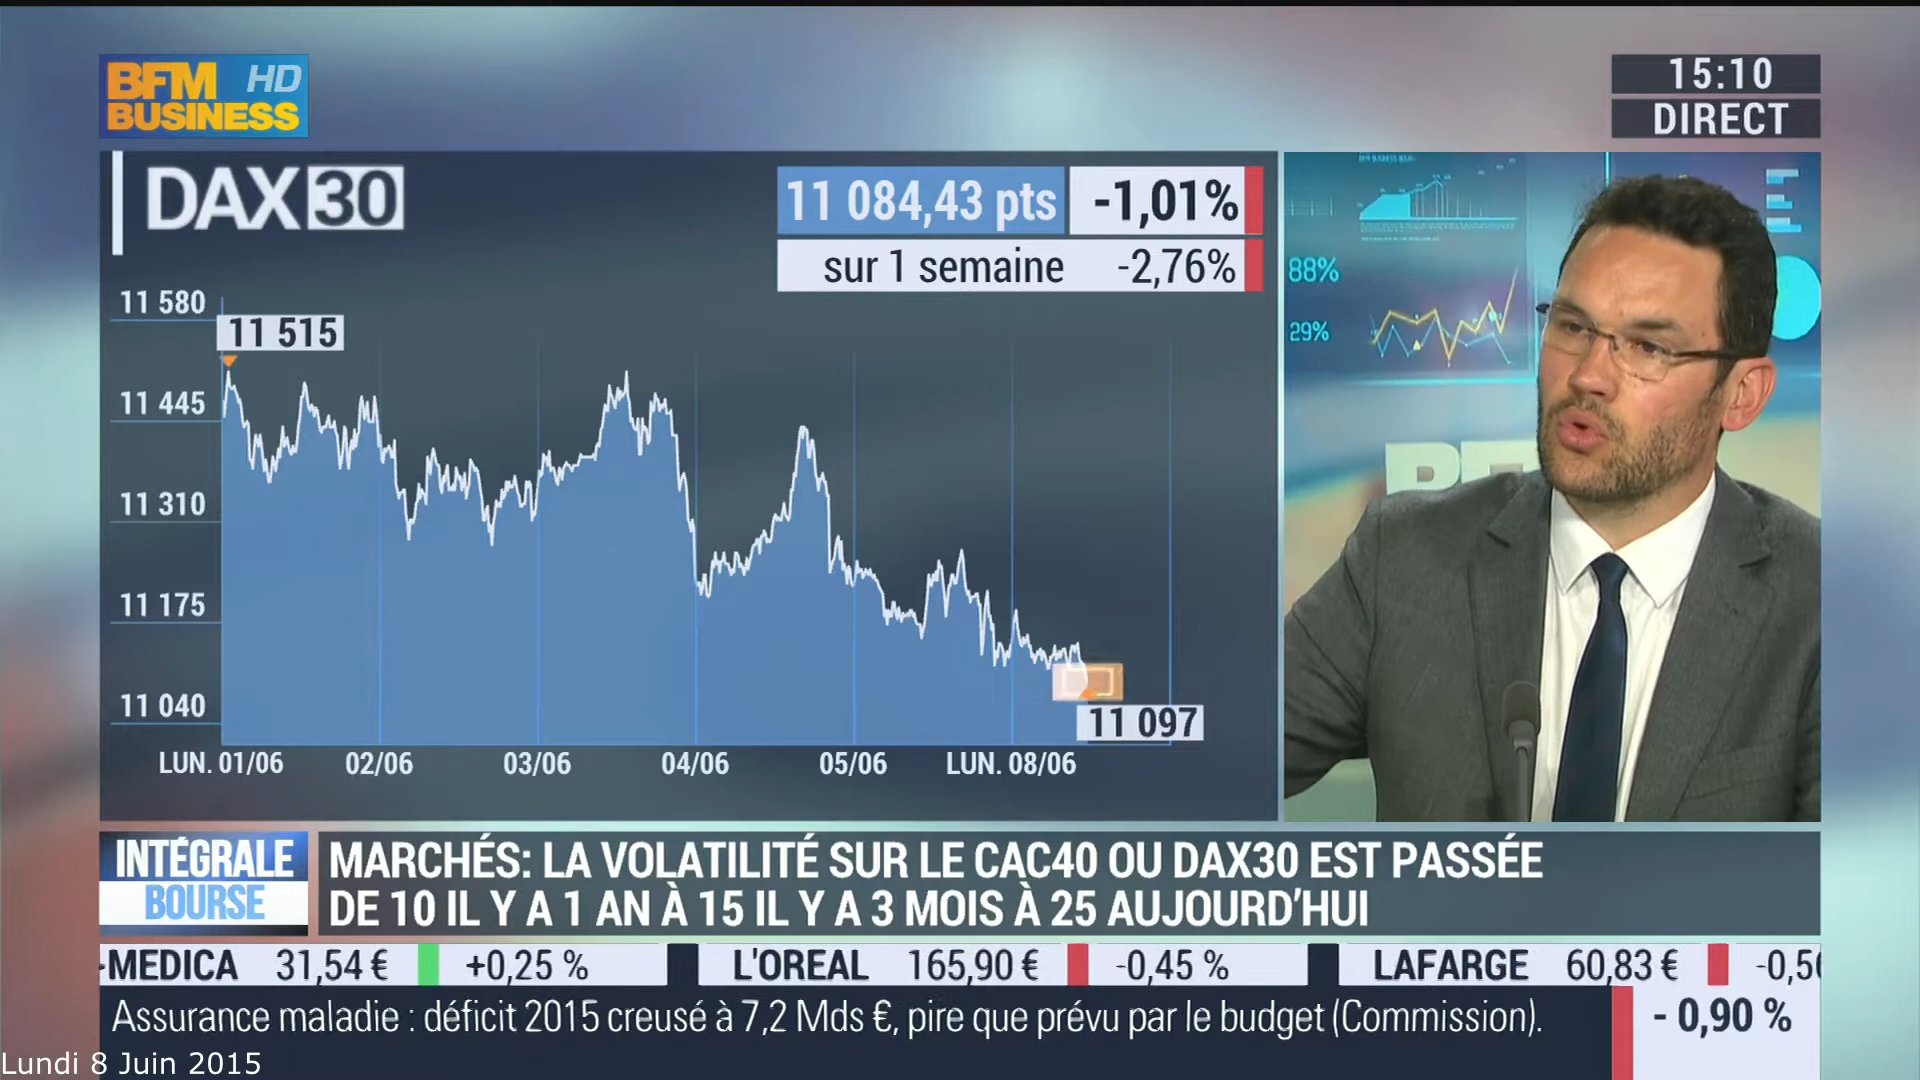 BFM HD
BUSINESS
15:10
DIRECT
DAX 30
11 084,43 pts -1,01%
sur 1 semaine -2,76%
88%
29%
11 580
11 515
11 445
11 310
11 175
11 040
11 097
LUN. 01/06 02/06 03/06 04/06 05/06 LUN. 08/06
INTÉGRALE
BOURSE
MARCHÉS: LA VOLATILITÉ SUR LE CAC40 OU DAX30 EST PASSÉE
DE 10 IL Y A 1 AN À 15 IL Y A 3 MOIS À 25 AUJOURD'HUI
-MEDICA 31,54 € +0,25 % L'OREAL 165,90 € -0,45 % LAFARGE 60,83 € -0,5
Assurance maladie : déficit 2015 creusé à 7,2 Mds €, pire que prévu par le budget (Commission).
- 0,90 %
Lundi 8 Juin 2015